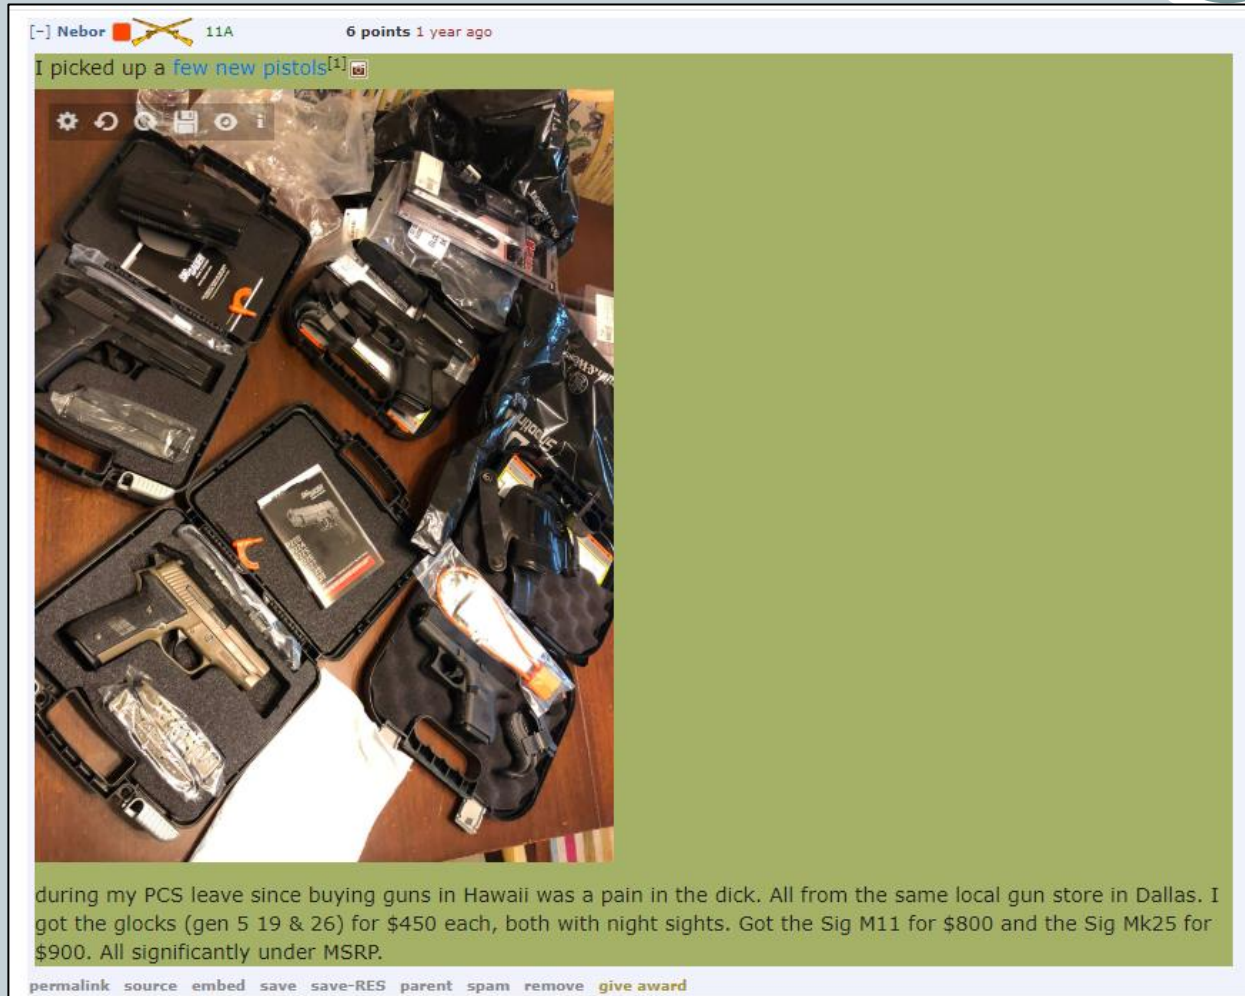 [-] Nebor 11A 6 points 1 year ago
I picked up a few new pistols[1]
during my PCS leave since buying guns in Hawaii was a pain in the dick. All from the same local gun store in Dallas. I
got the glocks (gen 5 19 & 26) for $450 each, both with night sights. Got the Sig M11 for $800 and the Sig Mk25 for
$900. All significantly under MSRP.
permalink source embed save save-RES parent spam remove give award